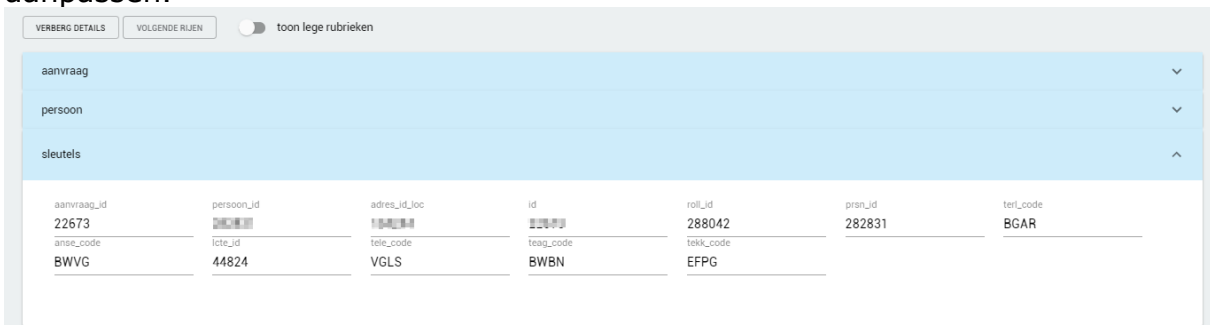 aanpassen.
VERBERG DETAILS VOLGENDE RIJEN toon lege rubrieken
aanvraag
persoon
sleutels
aanvraag_id persoon_id adres_id_loc id roll_id prsn_id terl_code
22673 288042 282831 BGAR
anse_code lcte_id tele_code teag_code tekk_code
BWVG 44824 VGLS BWBN EFPG